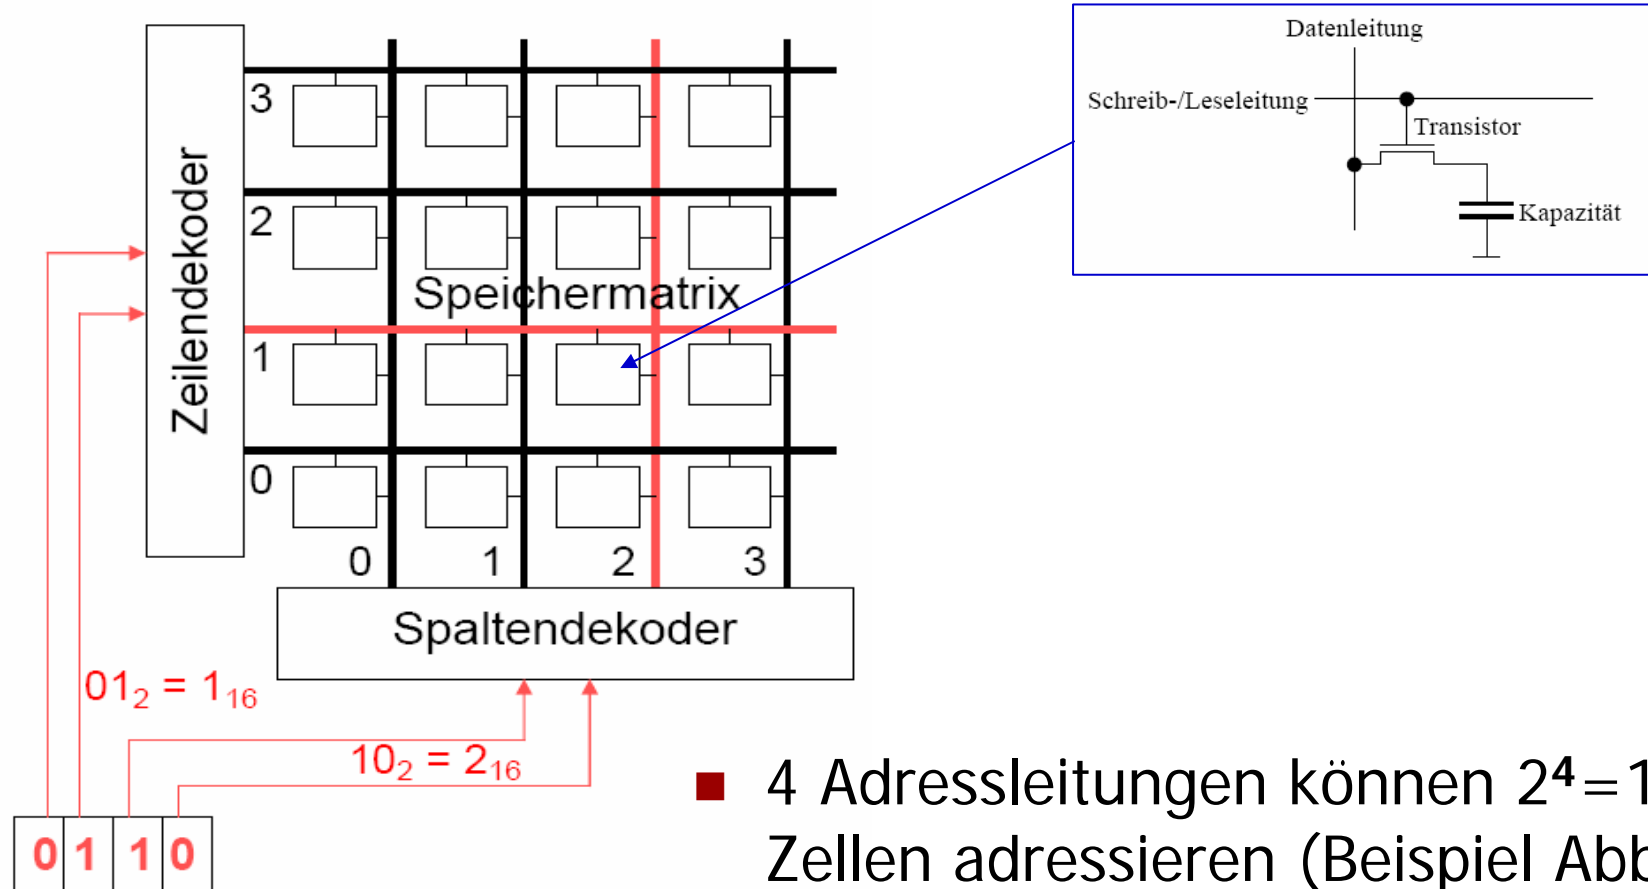 Datenleitung
Schreib-/Leseleitung
Transistor
Kapazität
Zeilendekoder
3
2
Speichermatrix
1
0
0 1 2 3
Spaltendekoder
01₂ = 1₁₆
10₂ = 2₁₆
0 1 1 0
■ 4 Adressleitungen können 2⁴=1
Zellen adressieren (Beispiel Abb